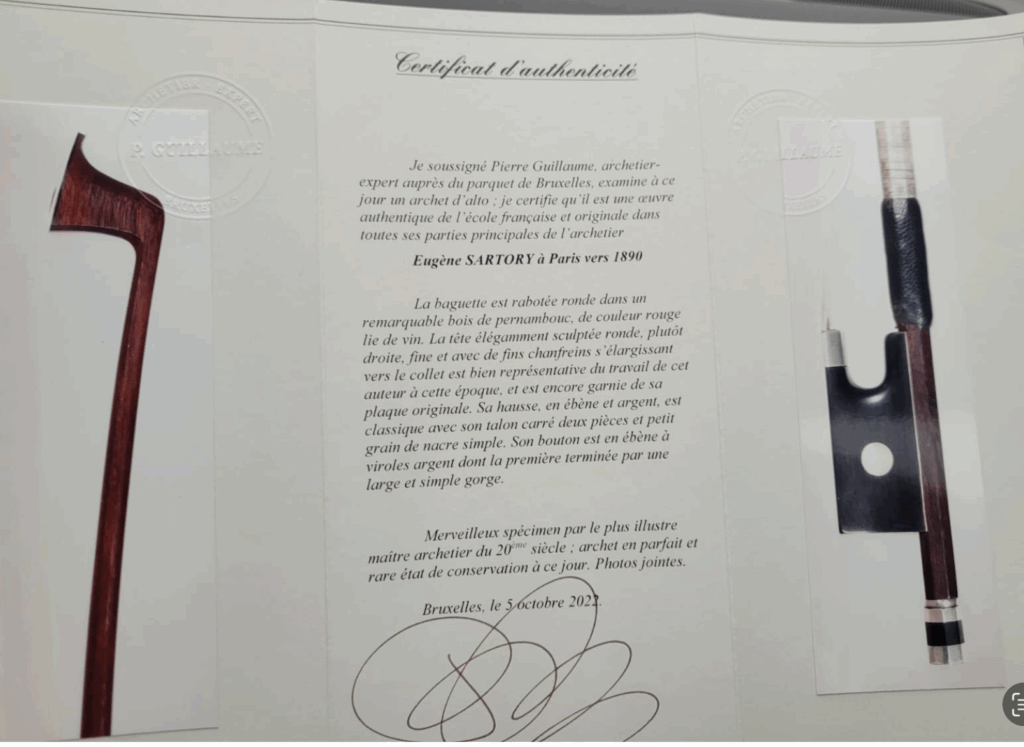 Certificat d'authenticité
ARCHETIER - EXPERT
P. GUILLAUME
BRUXELLES
Je soussigné Pierre Guillaume, archetier-
expert auprès du parquet de Bruxelles, examine à ce
jour un archet d'alto ; je certifie qu'il est une œuvre
authentique de l'école française et originale dans
toutes ses parties principales de l'archetier
Eugène SARTORY à Paris vers 1890
La baguette est rabotée ronde dans un
remarquable bois de pernambouc, de couleur rouge
lie de vin. La tête élégamment sculptée ronde, plutôt
droite, fine et avec de fins chanfreins s'élargissant
vers le collet est bien représentative du travail de cet
auteur à cette époque, et est encore garnie de sa
plaque originale. Sa hausse, en ébène et argent, est
classique avec son talon carré deux pièces et petit
grain de nacre simple. Son bouton est en ébène à
viroles argent dont la première terminée par une
large et simple gorge.
Merveilleux spécimen par le plus illustre
maître archetier du 20ème siècle ; archet en parfait et
rare état de conservation à ce jour. Photos jointes.
Bruxelles, le 5 octobre 2022.